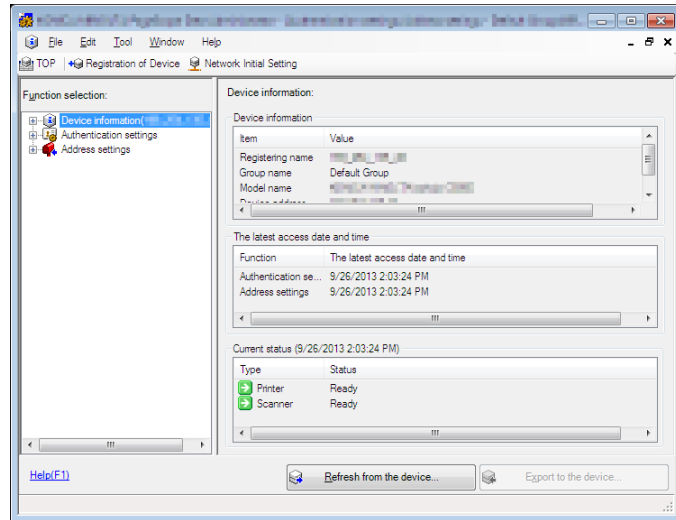 File Edit Tool Window Help
TOP Registration of Device Network Initial Setting
Function selection:
Device information(
Authentication settings
Address settings
Device information:
Device information
Item Value
Registering name
Group name Default Group
Model name
Device address
The latest access date and time
Function The latest access date and time
Authentication se... 9/26/2013 2:03:24 PM
Address settings 9/26/2013 2:03:24 PM
Current status (9/26/2013 2:03:24 PM)
Type Status
Printer Ready
Scanner Ready
Help(F1)
Refresh from the device...
Export to the device...